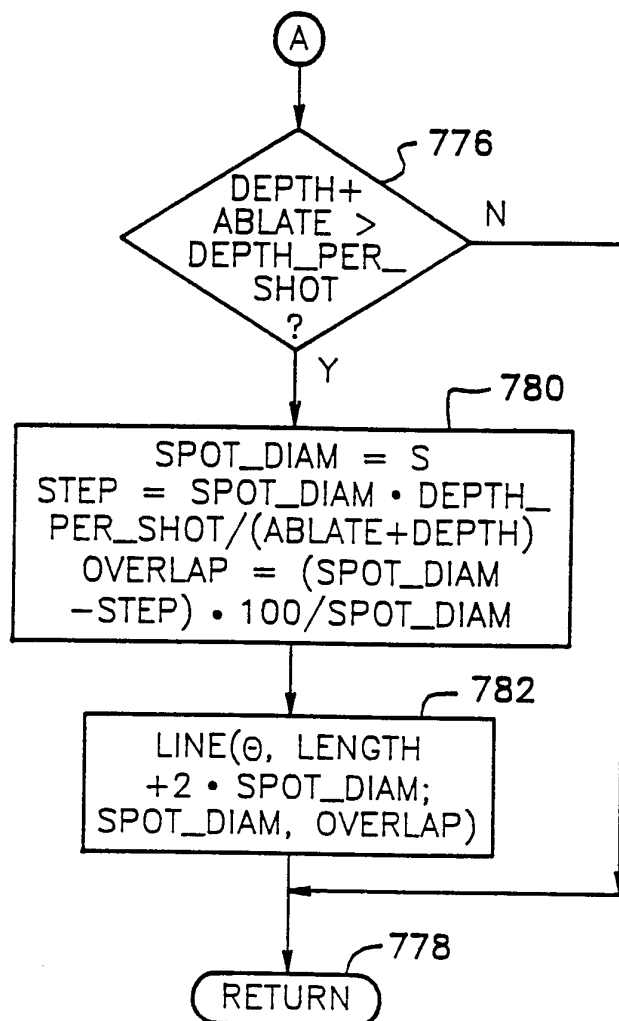 A
776
DEPTH+
ABLATE >
DEPTH_PER_
SHOT
?
N
Y
780
SPOT_DIAM = S
STEP = SPOT_DIAM • DEPTH_
PER_SHOT/(ABLATE+DEPTH)
OVERLAP = (SPOT_DIAM
-STEP) • 100/SPOT_DIAM
782
LINE(Θ, LENGTH
+2 • SPOT_DIAM;
SPOT_DIAM, OVERLAP)
778
RETURN